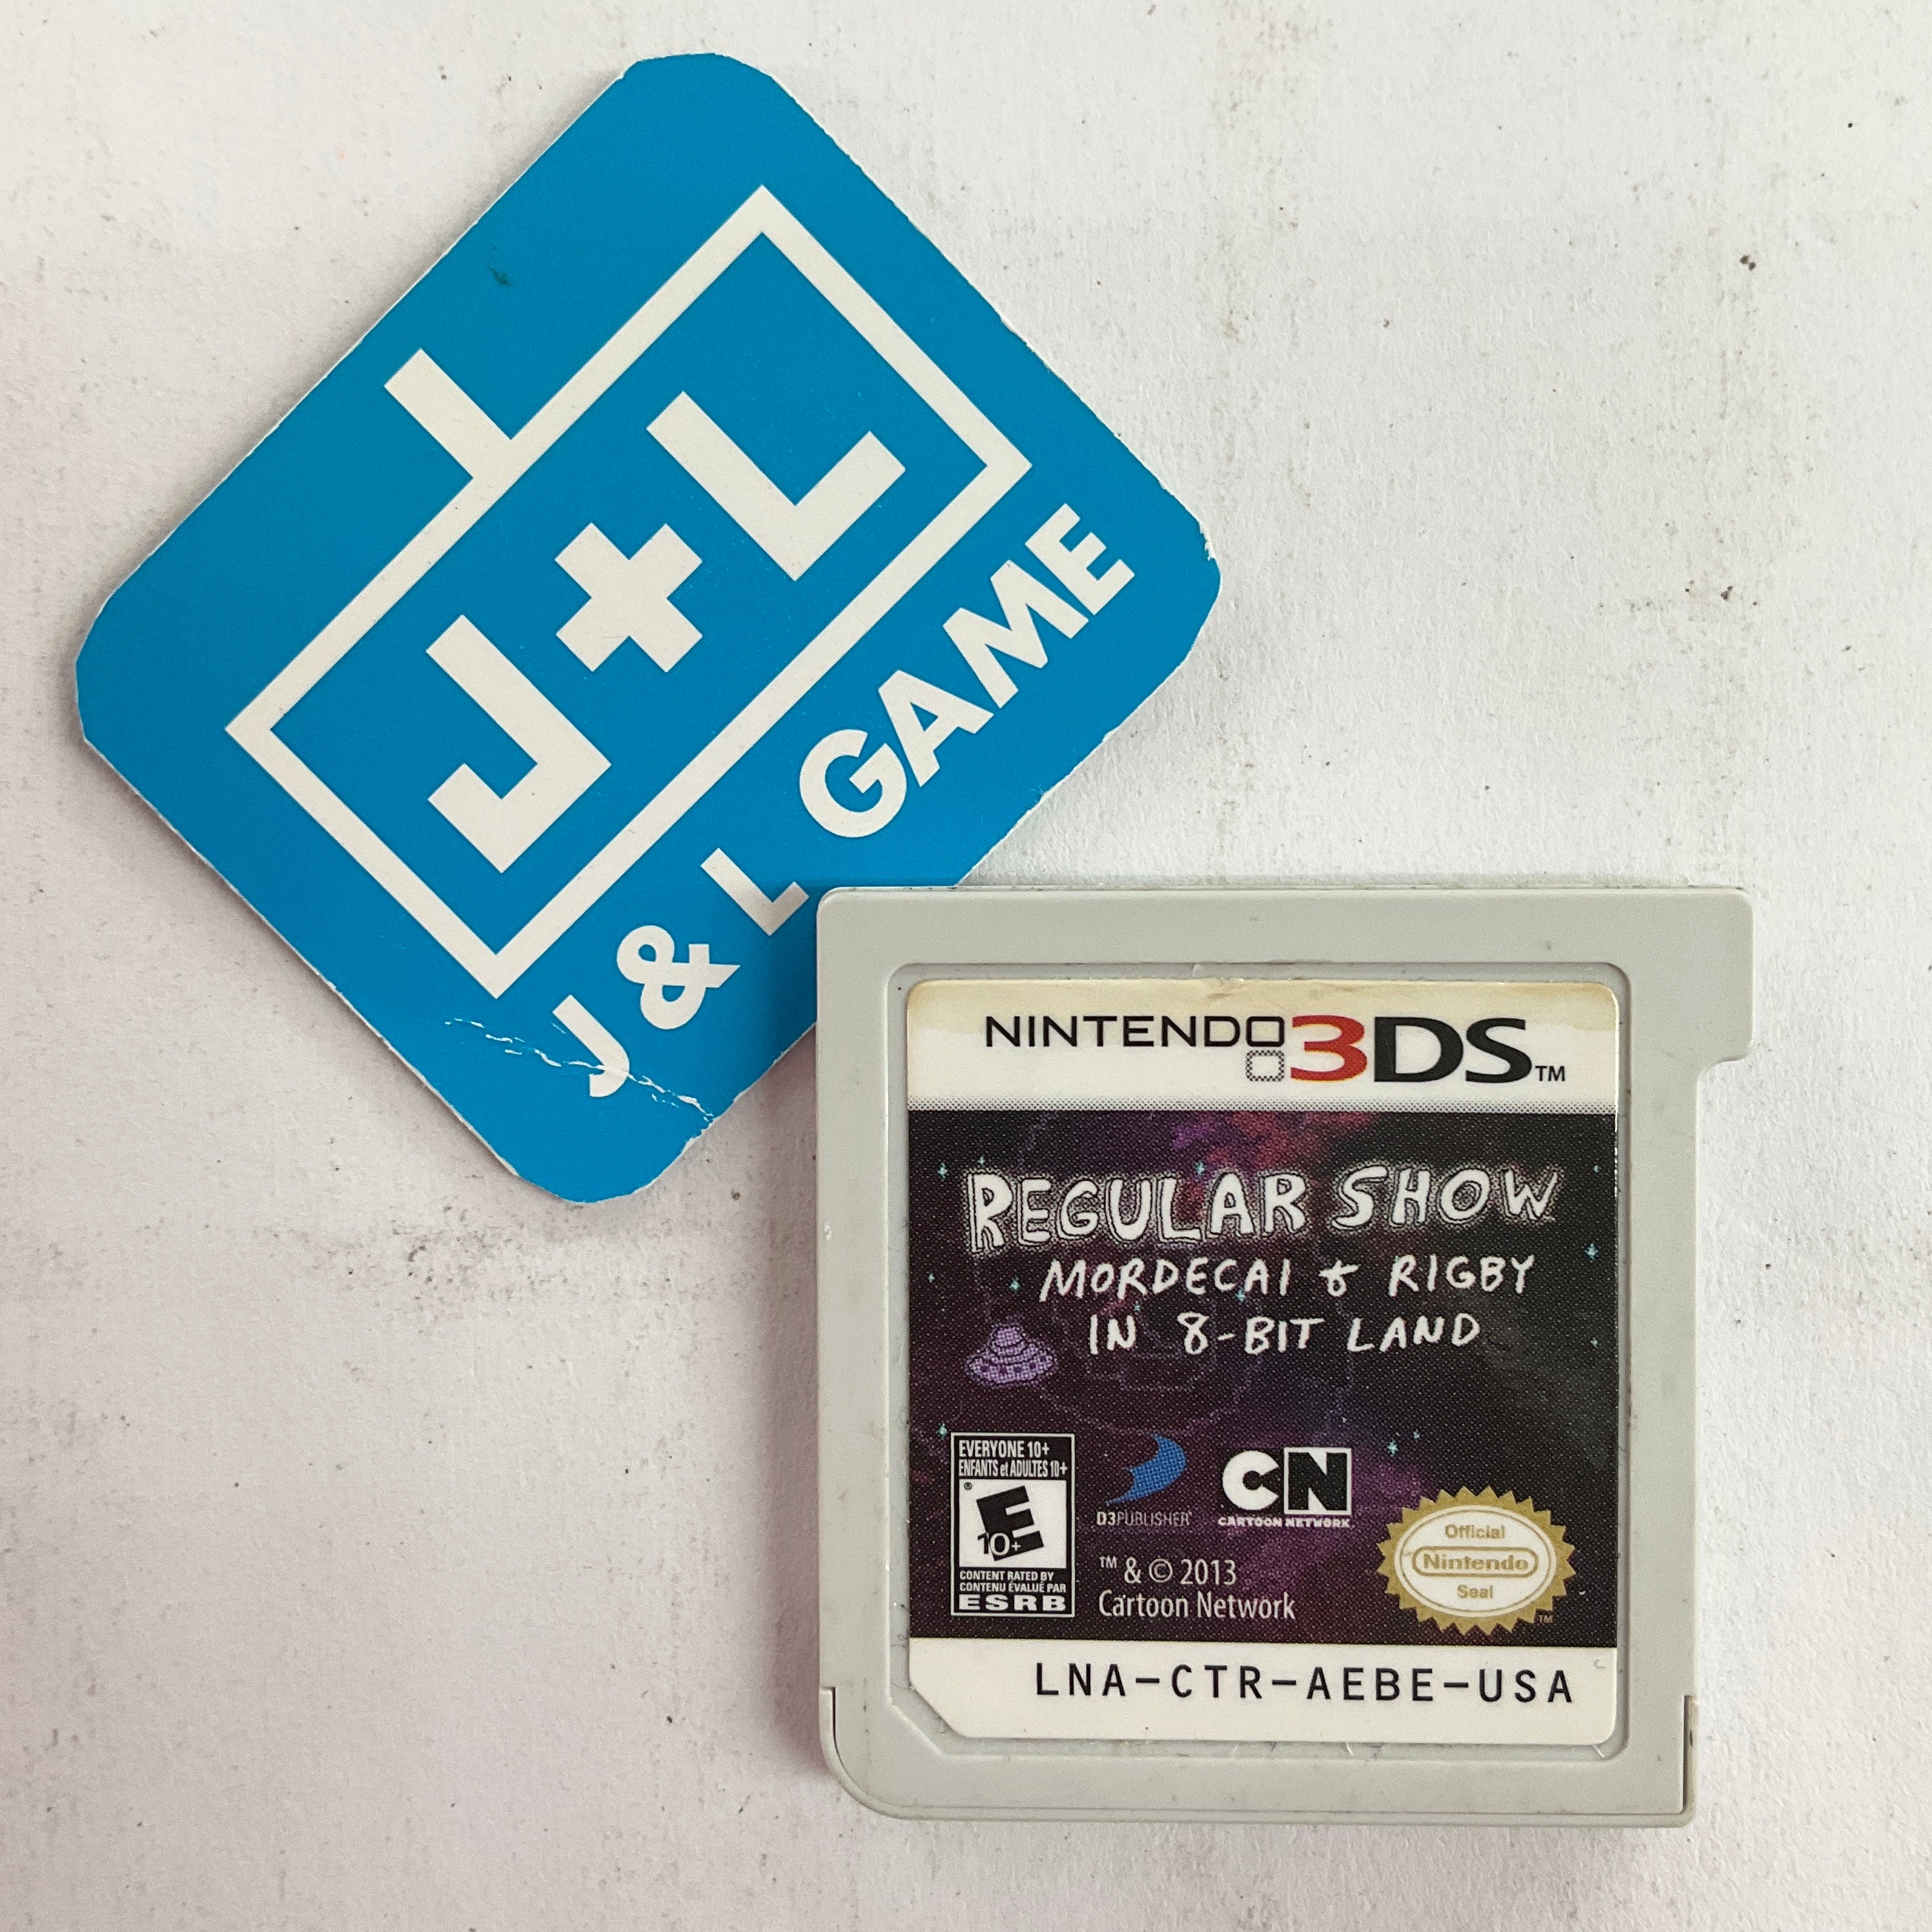 J+L
J & L GAME
NINTENDO 3DS™
REGULAR SHOW
MORDECAI & RIGBY
IN 8-BIT LAND
EVERYONE 10+
ENFANTS et ADULTES 10+
®
E
10+
CONTENT RATED BY
CONTENU ÉVALUÉ PAR
ESRB
D3PUBLISHER®
CN
CARTOON NETWORK
™ & © 2013
Cartoon Network
Official
Nintendo
Seal
TM
LNA-CTR-AEBE-USA